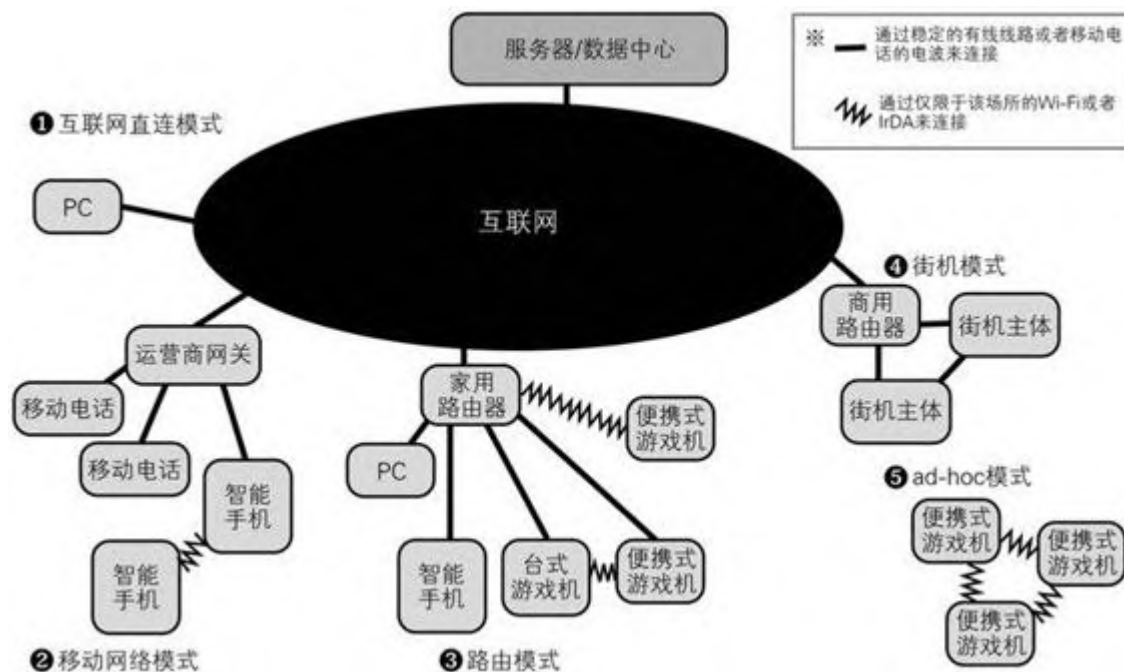 服务器/数据中心
※ 通过稳定的有线线路或者移动电
话的电波来连接
通过仅限于该场所的Wi-Fi或者
IrDA来连接
❶互联网直连模式
PC
互联网
❹街机模式
商用
路由器
街机主体
街机主体
运营商网关
移动电话
移动电话
智能
手机
智能
手机
❷移动网络模式
家用
路由器
便携式
游戏机
PC
智能
手机
台式
游戏机
便携式
游戏机
❸路由模式
❺ad-hoc模式
便携式
游戏机
便携式
游戏机
便携式
游戏机